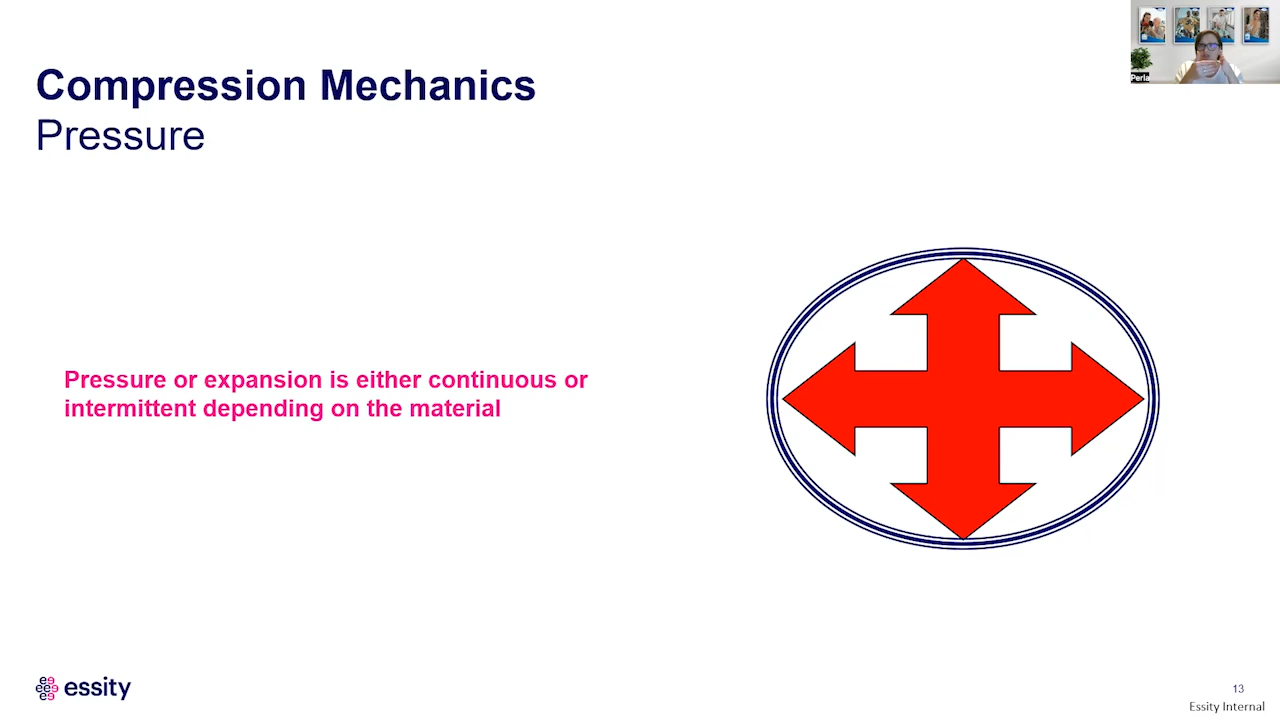 Compression Mechanics
Pressure
Perla
Pressure or expansion is either continuous or
intermittent depending on the material
essity
13
Essity Internal